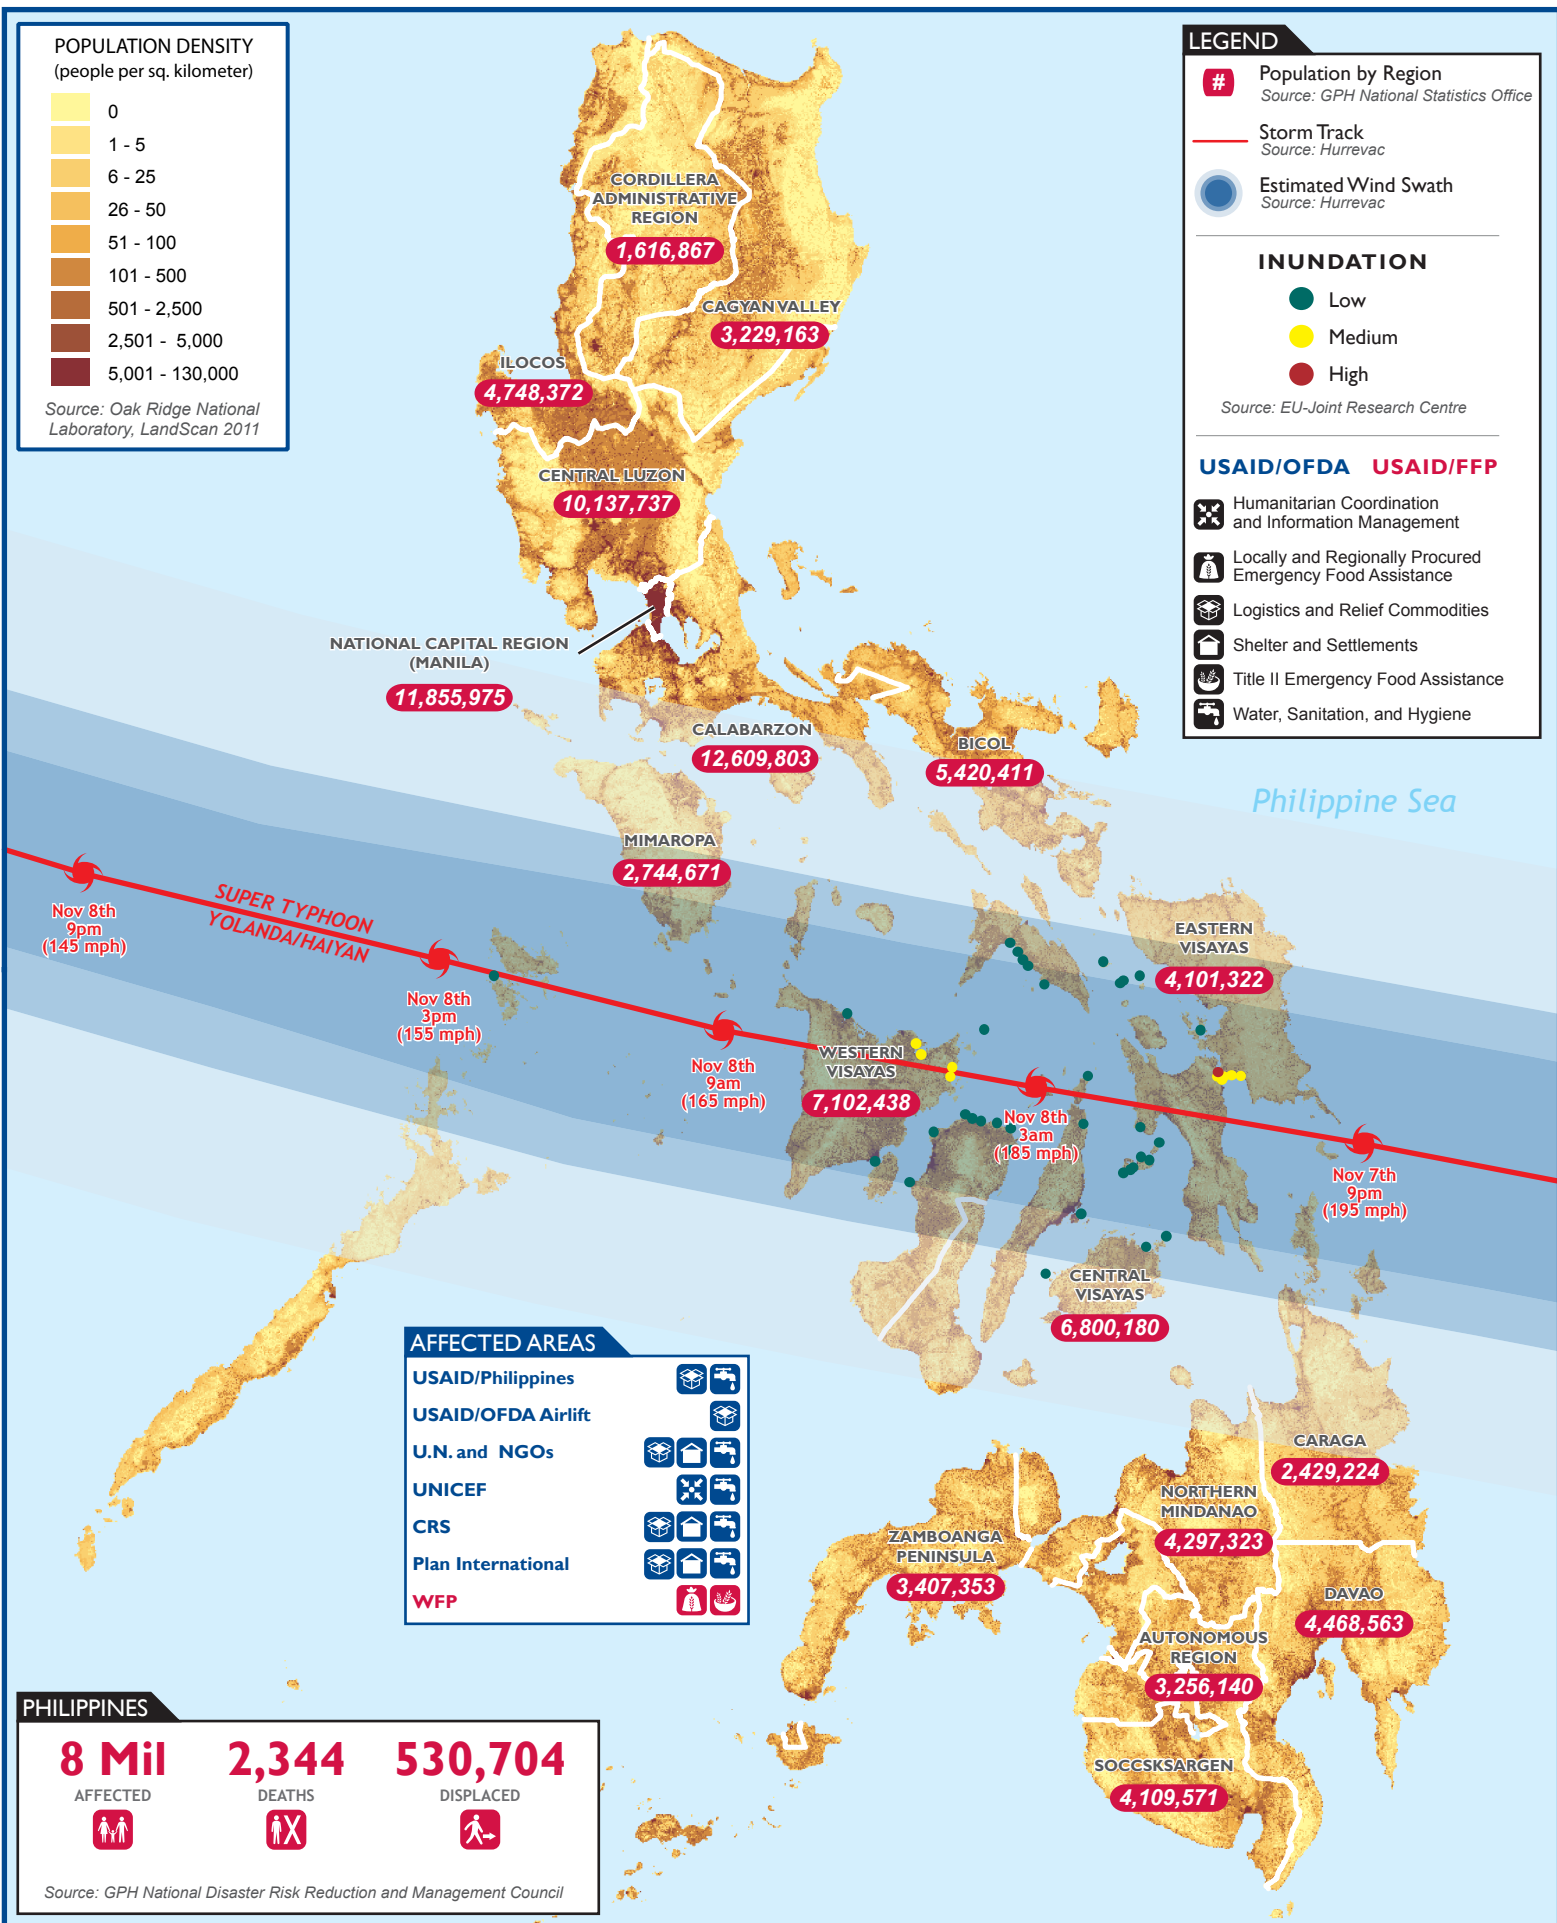 POPULATION DENSITY
(people per sq. kilometer)
0
1 - 5
6 - 25
26 - 50
51 - 100
101 - 500
501 - 2,500
2,501 - 5,000
5,001 - 130,000
Source: Oak Ridge National
Laboratory, LandScan 2011
LEGEND
#
Population by Region
Source: GPH National Statistics Office
Storm Track
Source: Hurrevac
Estimated Wind Swath
Source: Hurrevac
INUNDATION
Low
Medium
High
Source: EU-Joint Research Centre
USAID/OFDA USAID/FFP
Humanitarian Coordination
and Information Management
Locally and Regionally Procured
Emergency Food Assistance
Logistics and Relief Commodities
Shelter and Settlements
Title II Emergency Food Assistance
Water, Sanitation, and Hygiene
CORDILLERA
ADMINISTRATIVE
REGION
1,616,867
CAGYAN VALLEY
3,229,163
ILOCOS
4,748,372
CENTRAL LUZON
10,137,737
NATIONAL CAPITAL REGION
(MANILA)
11,855,975
CALABARZON
12,609,803
BICOL
5,420,411
Philippine Sea
MIMAROPA
2,744,671
EASTERN
VISAYAS
4,101,322
SUPER TYPHOON
YOLANDA/HAIYAN
Nov 8th
9pm
(145 mph)
Nov 8th
3pm
(155 mph)
Nov 8th
9am
(165 mph)
WESTERN
VISAYAS
7,102,438
Nov 8th
3am
(185 mph)
Nov 7th
9pm
(195 mph)
CENTRAL
VISAYAS
6,800,180
AFFECTED AREAS
USAID/Philippines
USAID/OFDA Airlift
U.N. and NGOs
UNICEF
CRS
Plan International
WFP
CARAGA
2,429,224
NORTHERN
MINDANAO
4,297,323
ZAMBOANGA
PENINSULA
3,407,353
DAVAO
4,468,563
AUTONOMOUS
REGION
3,256,140
SOCCSKSARGEN
4,109,571
PHILIPPINES
8 Mil 2,344 530,704
AFFECTED DEATHS DISPLACED
Source: GPH National Disaster Risk Reduction and Management Council